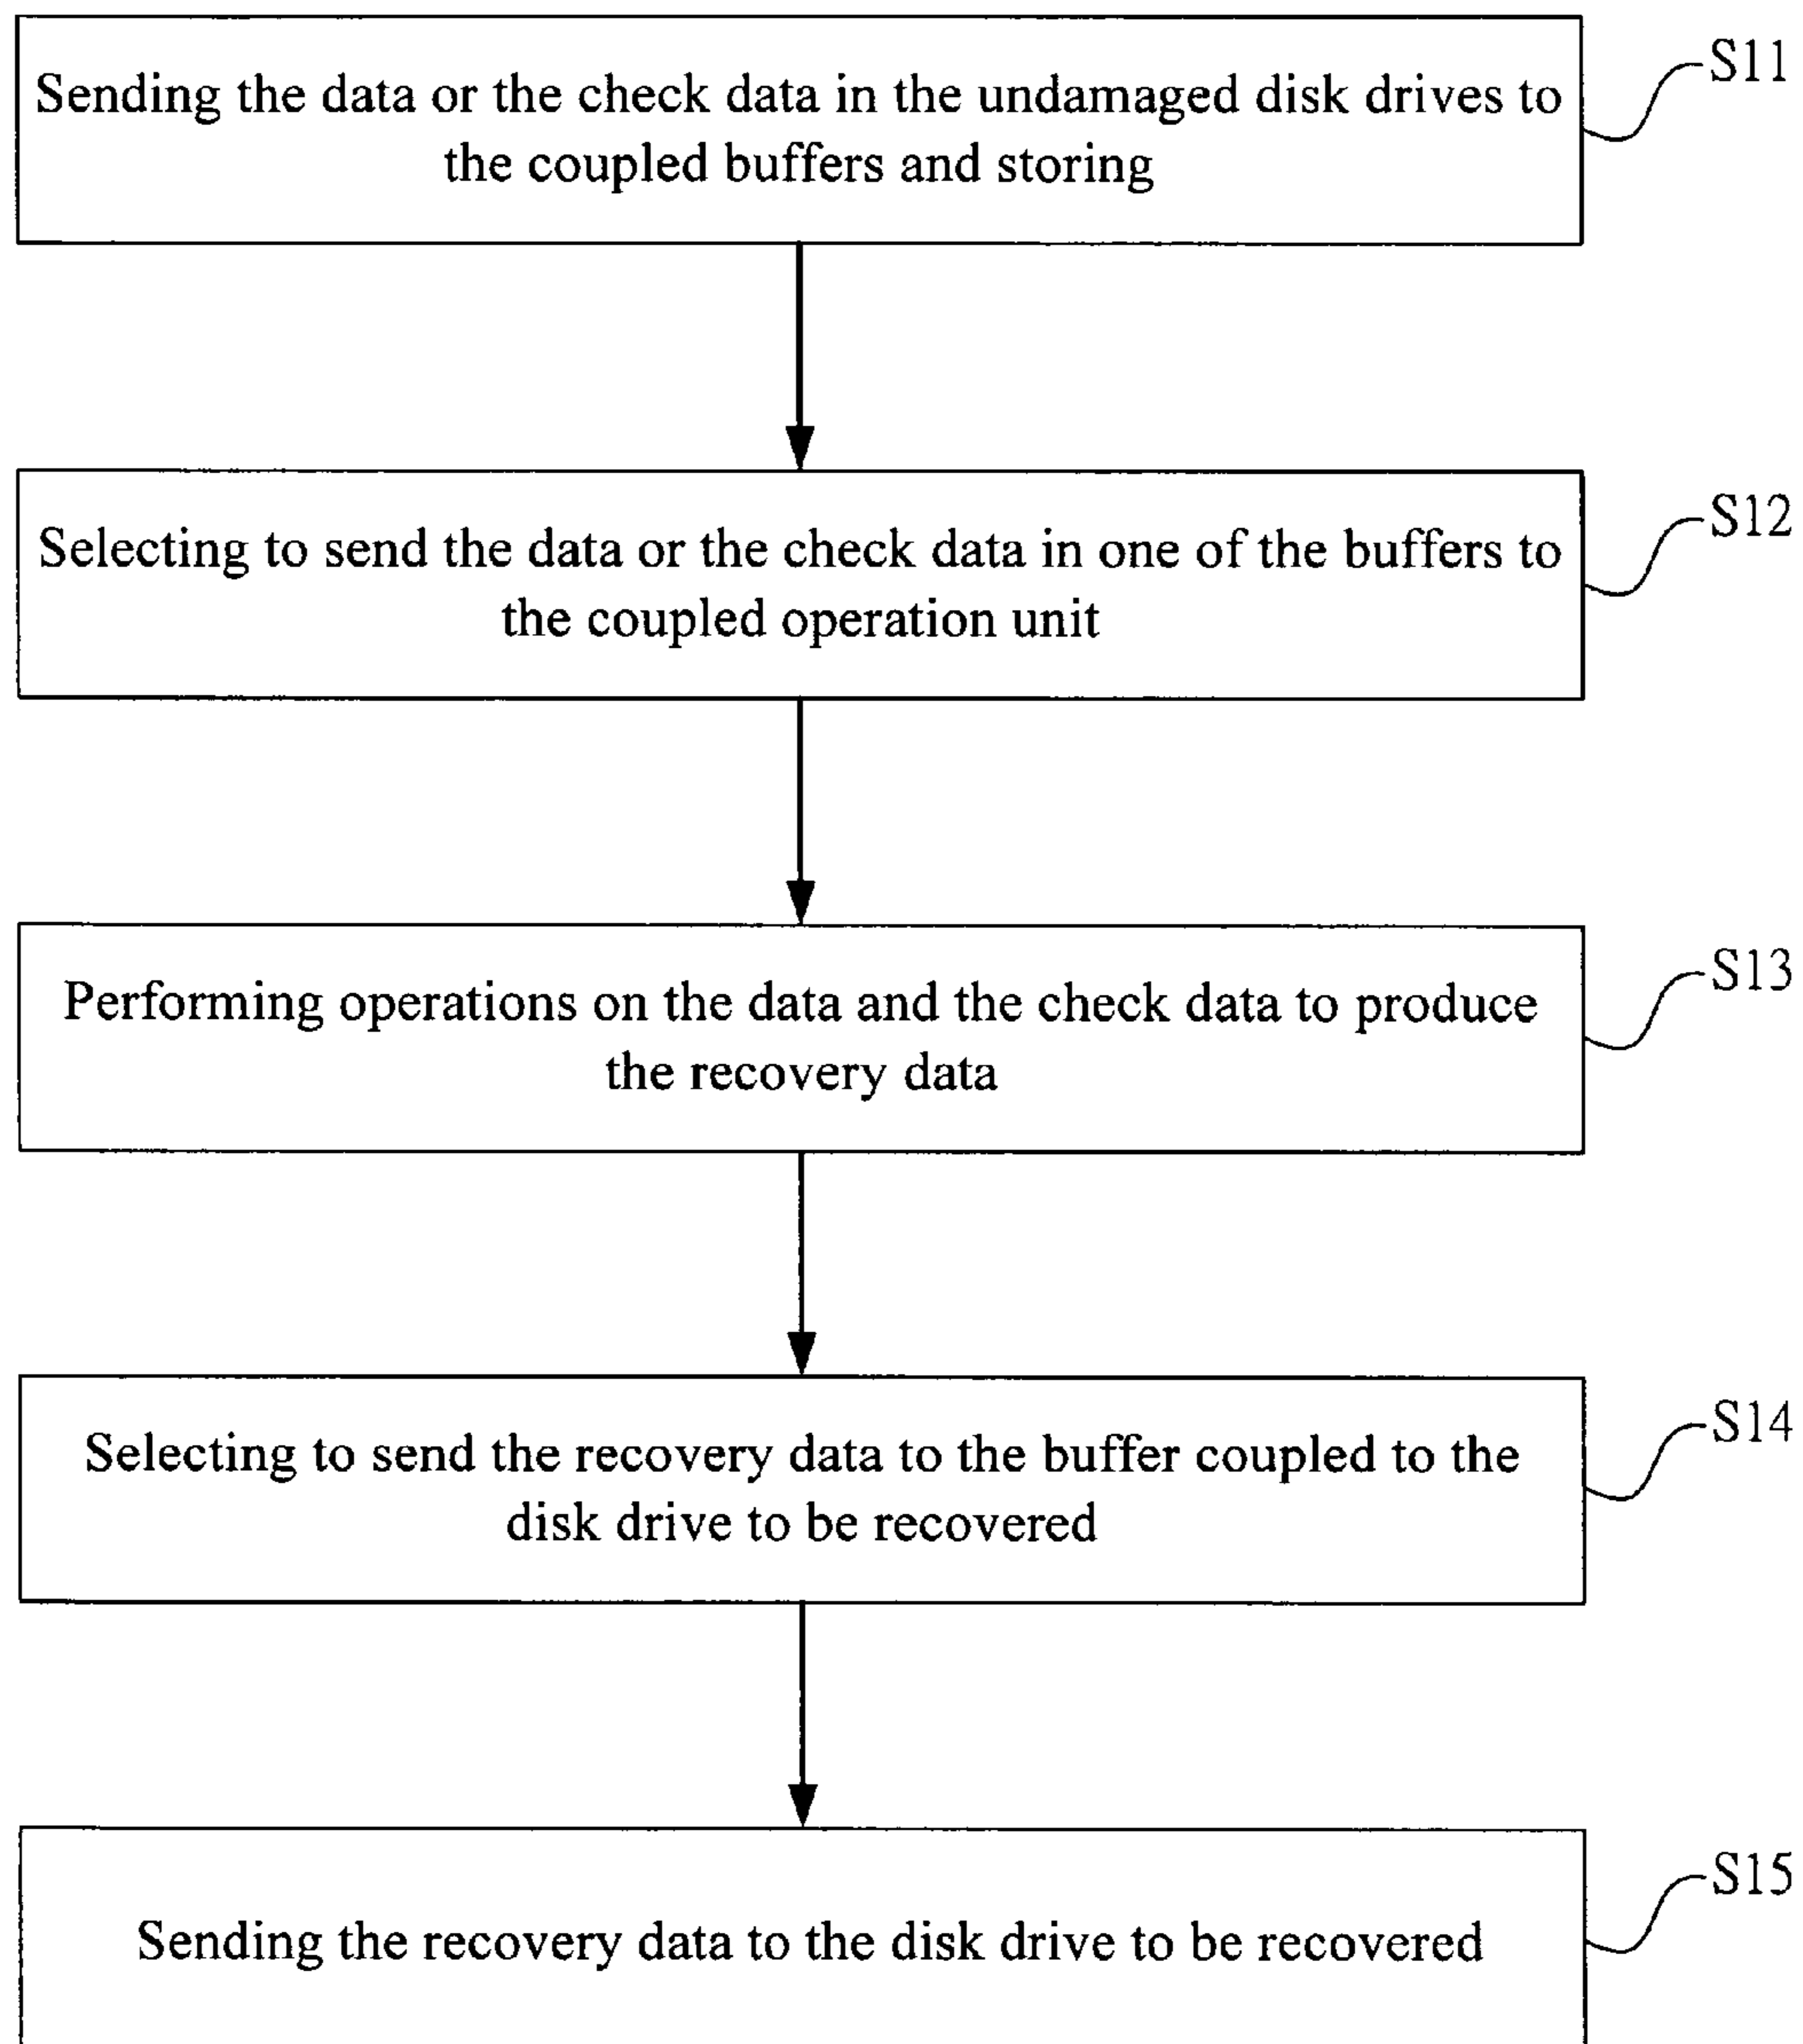 Sending the data or the check data in the undamaged disk drives to
the coupled buffers and storing
S11
Selecting to send the data or the check data in one of the buffers to
the coupled operation unit
S12
Performing operations on the data and the check data to produce
the recovery data
S13
Selecting to send the recovery data to the buffer coupled to the
disk drive to be recovered
S14
Sending the recovery data to the disk drive to be recovered
S15